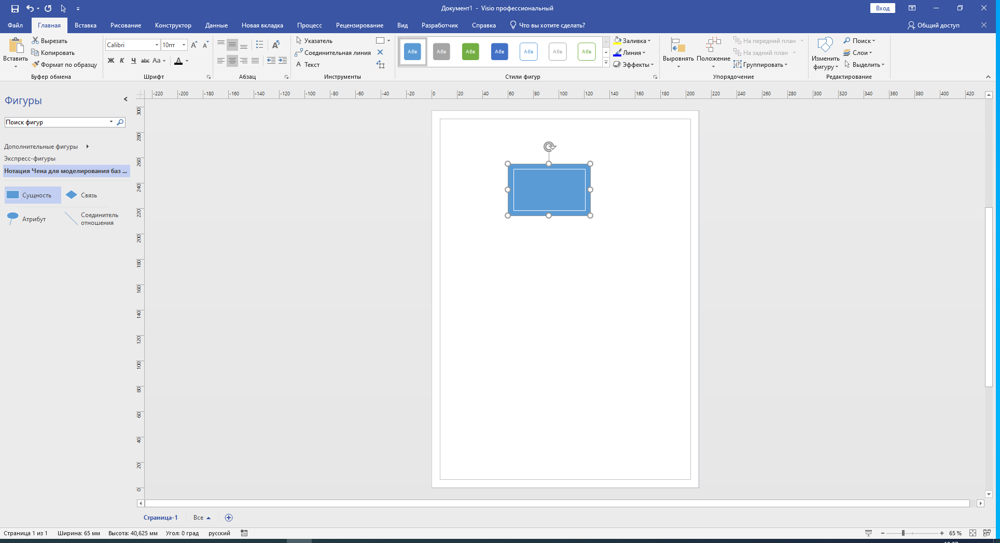 Документ1 - Visio профессиональный
Вход
Файл Главная Вставка Рисование Конструктор Данные Новая вкладка Процесс Рецензирование Вид Разработчик Справка Что вы хотите сделать? Общий доступ
Вставить
Вырезать
Копировать
Формат по образцу
Буфер обмена
Calibri 10пт
Ж К Ч abc Aa A
Шрифт
Абзац
Указатель
Соединительная линия
Текст
Инструменты
Абв Абв Абв Абв Абв Абв Абв
Заливка
Линия
Эффекты
Стили фигур
Выровнять Положение
На передний план
На задний план
Группировать
Упорядочение
Изменить
фигуру
Поиск
Слои
Выделить
Редактирование
Фигуры
Поиск фигур
Дополнительные фигуры
Экспресс-фигуры
Нотация Чена для моделирования баз ...
Сущность Связь
Атрибут
Соединитель
отношения
-220 -200 -180 -160 -140 -120 -100 -80 -60 -40 -20 0 20 40 60 80 100 120 140 160 180 200 220 240 260 280 300 320 340 360 380 400 420
300
280
260
240
220
200
180
160
140
120
100
80
60
40
20
0
Страница-1 Все
Страница 1 из 1 Ширина: 65 мм Высота: 40,625 мм Угол: 0 град русский 65 %